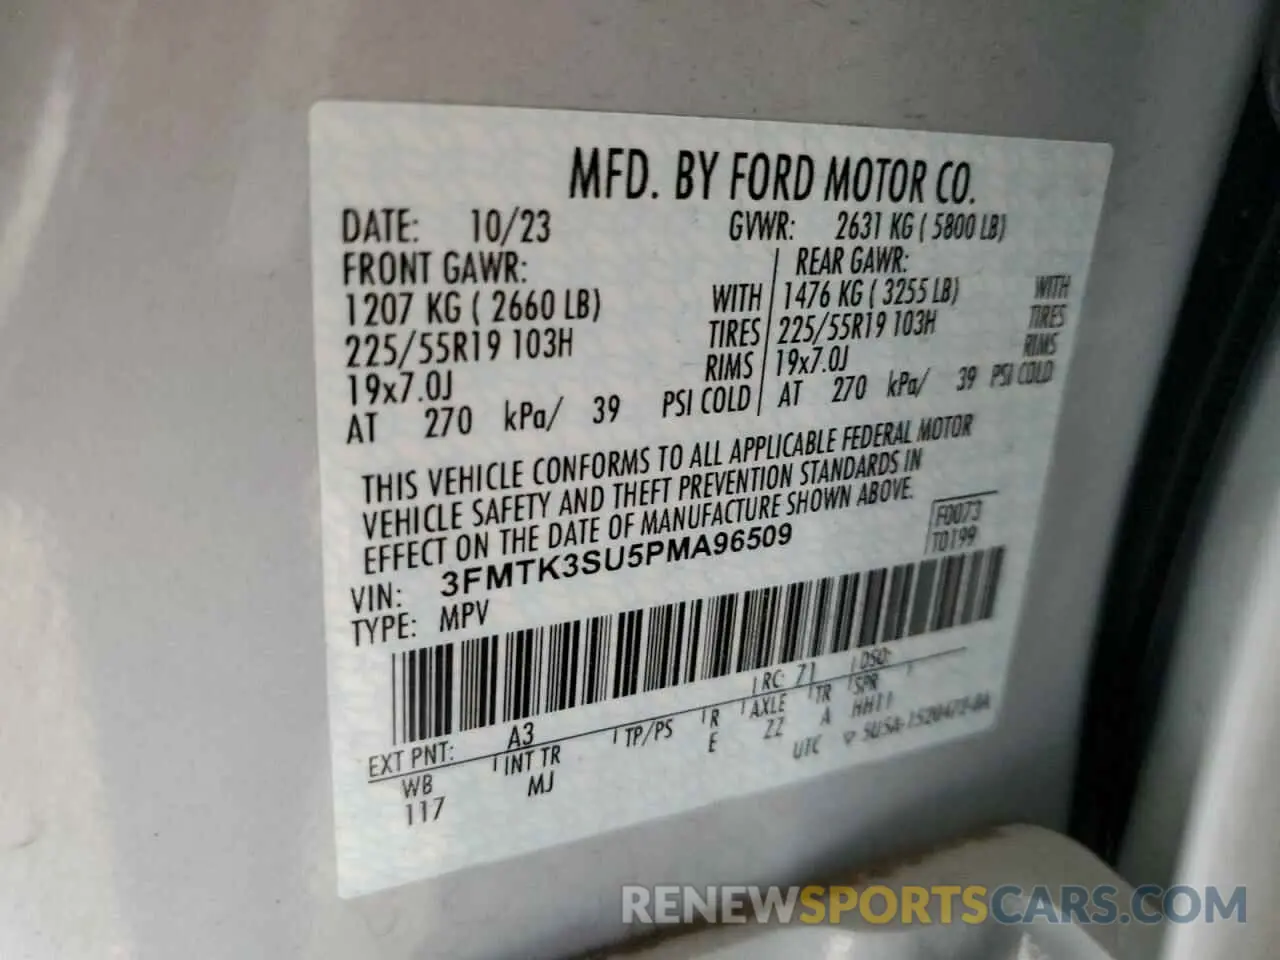 MFD. BY FORD MOTOR CO.
DATE: 10/23 GVWR: 2631 KG ( 5800 LB)
FRONT GAWR: REAR GAWR:
1207 KG ( 2660 LB) WITH 1476 KG ( 3255 LB) WITH
225/55R19 103H TIRES 225/55R19 103H TIRES
19x7.0J RIMS 19x7.0J RIMS
AT 270 kPa/ 39 PSI COLD AT 270 kPa/ 39 PSI COLD
THIS VEHICLE CONFORMS TO ALL APPLICABLE FEDERAL MOTOR
VEHICLE SAFETY AND THEFT PREVENTION STANDARDS IN
EFFECT ON THE DATE OF MANUFACTURE SHOWN ABOVE.
F0073
VIN: 3FMTK3SU5PMA96509 T0199
TYPE: MPV
EXT PNT: A3 RC: 71 DSO:
WB INT TR TP/PS R AXLE TR SPR
117 MJ E ZZ A HH11
UTC
RENEWSPORTSCARS.COM